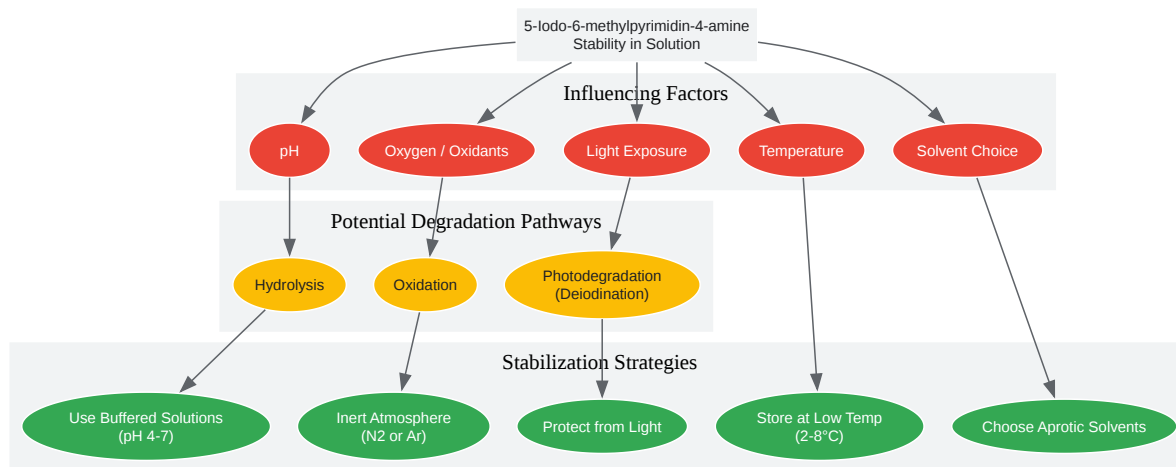 5-Iodo-6-methylpyrimidin-4-amine
Stability in Solution
Influencing Factors
pH
Oxygen / Oxidants
Light Exposure
Temperature
Solvent Choice
Potential Degradation Pathways
Hydrolysis
Oxidation
Photodegradation
(Deiodination)
Stabilization Strategies
Use Buffered Solutions
(pH 4-7)
Inert Atmosphere
(N2 or Ar)
Protect from Light
Store at Low Temp
(2-8°C)
Choose Aprotic Solvents